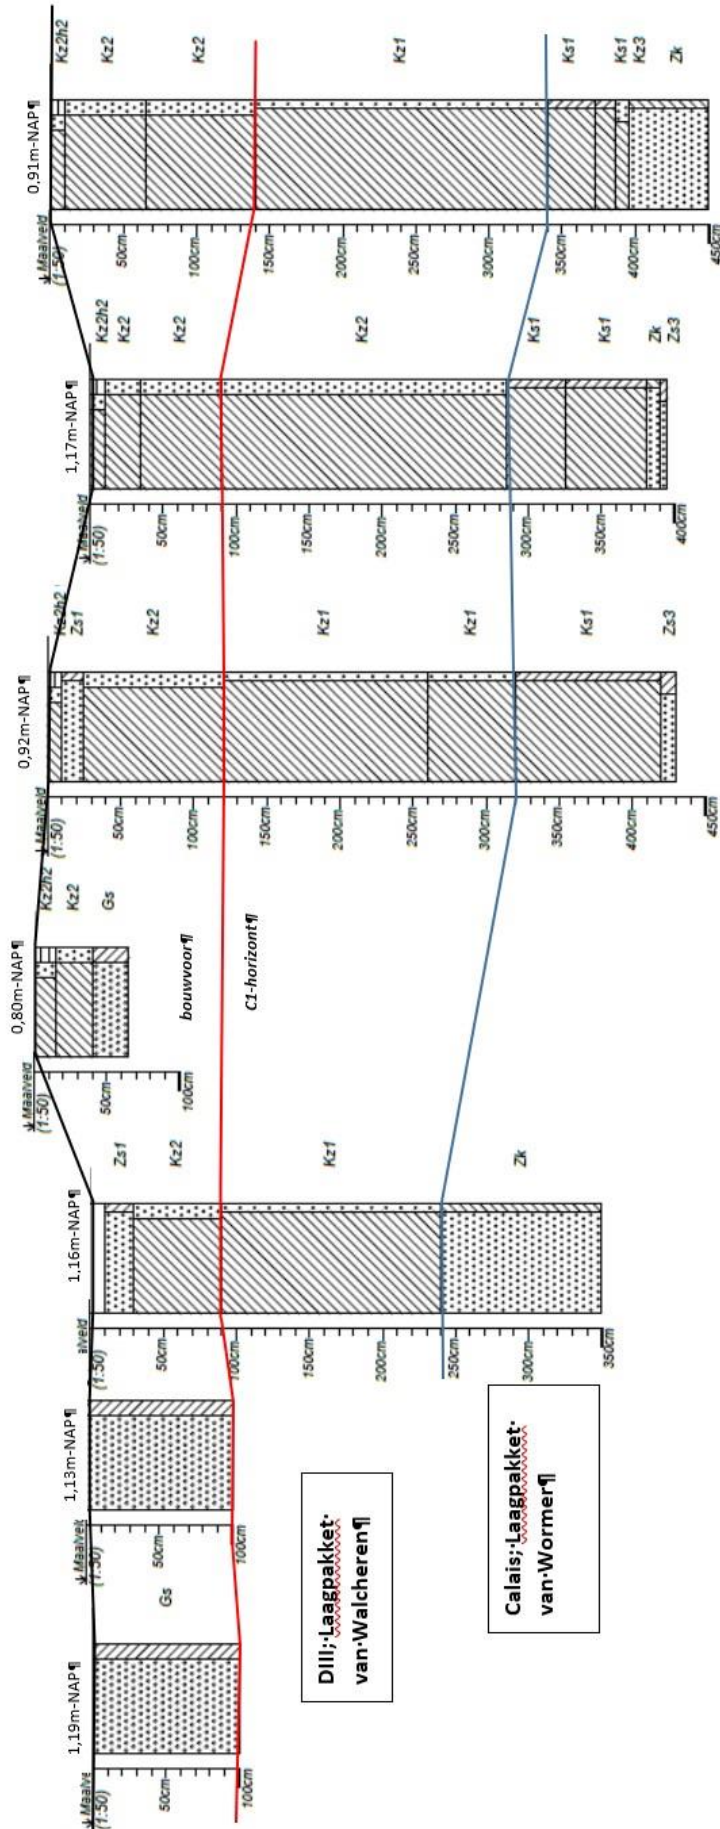 1,19m-NAP¶
Maalve
(1:50)
50cm
100cm
Gs
1,13m-NAP¶
Maalvel
(1:50)
50cm
100cm
1,16m-NAP¶
alveld
(1:50)
50cm
100cm
150cm
200cm
250cm
300cm
350cm
Zs1
Kz2
Kz1
Zk
0,80m-NAP¶
Maaiveld
(1:50)
50cm
100cm
Kz2h2
Kz2
Gs
0,92m-NAP¶
Maaiveld
(1:50)
50cm
100cm
150cm
200cm
250cm
300cm
350cm
400cm
450cm
Kz2h2
Zs1
Kz2
Kz1
Kz1
Ks1
Zs3
1,17m-NAP¶
Maaiveld
(1:50)
50cm
100cm
150cm
200cm
250cm
300cm
350cm
400cm
Kz2h2
Kz2
Kz2
Kz2
Ks1
Ks1
Zk
Zs3
0,91m-NAP¶
Maaiveld
(1:50)
50cm
100cm
150cm
200cm
250cm
300cm
350cm
400cm
450cm
Kz2h2
Kz2
Kz2
Kz1
Ks1
Ks1
Kz3
Zk
bouwvoor¶
C1-horizont¶
DIII;·Laagpakket·
van·Walcheren¶
Calais;·Laagpakket·
van·Wormer¶